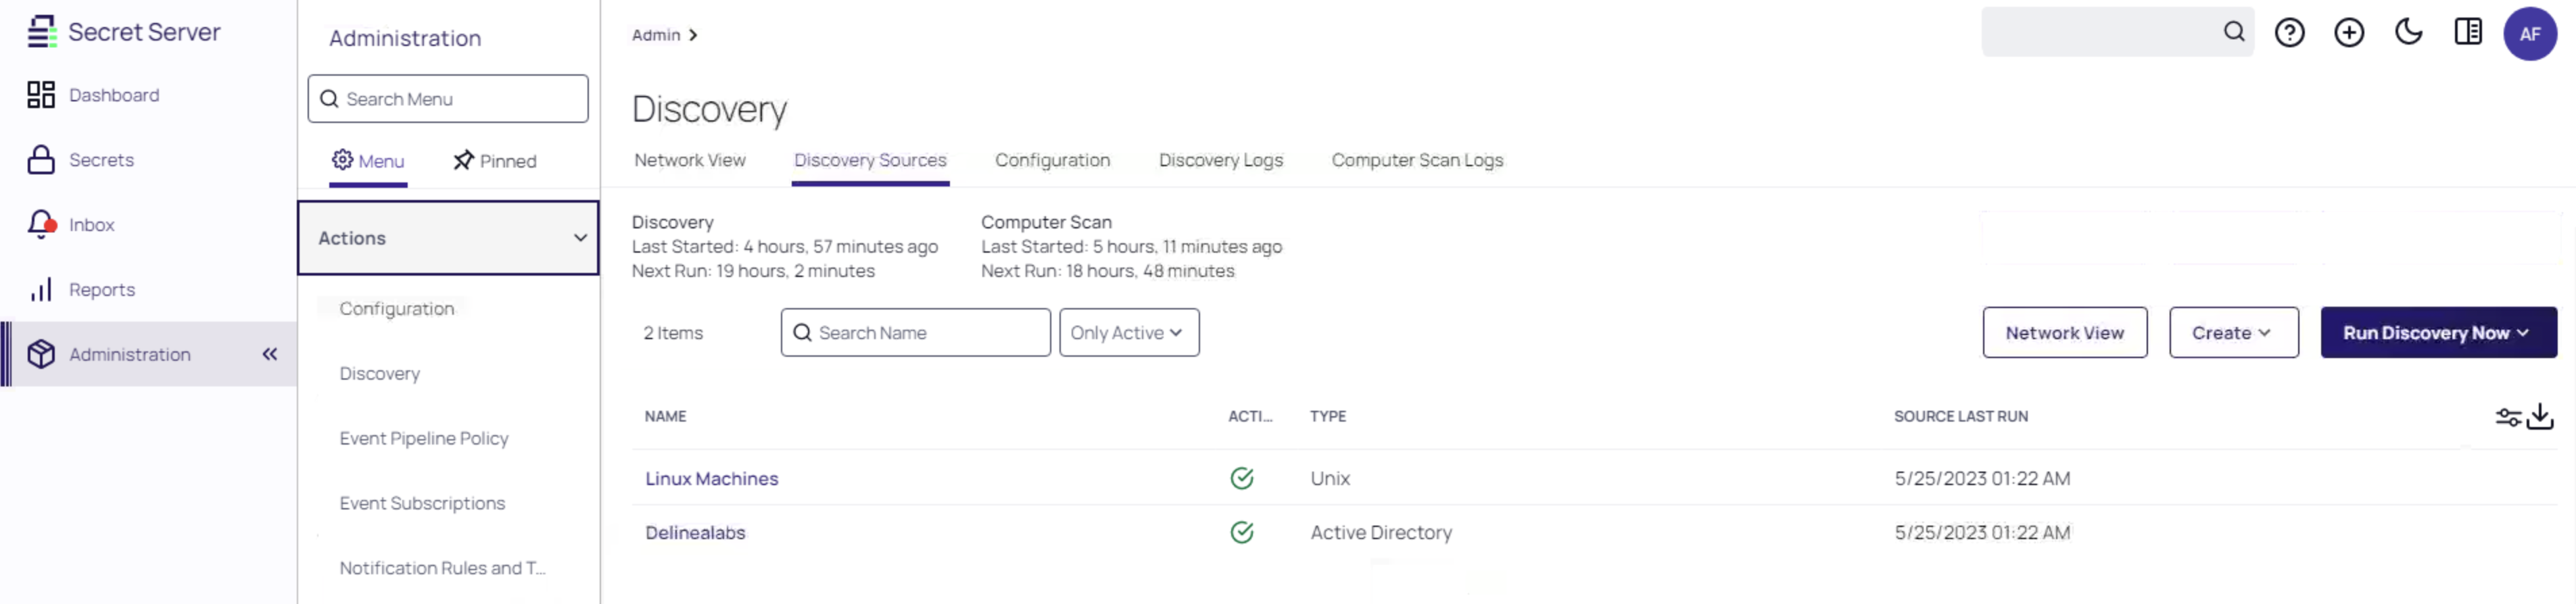 Secret Server
Dashboard
Secrets
Inbox
Reports
Administration
Administration
Search Menu
Menu Pinned
Actions
Configuration
Discovery
Event Pipeline Policy
Event Subscriptions
Notification Rules and T...
Admin
AF
Discovery
Network View Discovery Sources Configuration Discovery Logs Computer Scan Logs
Discovery
Last Started: 4 hours, 57 minutes ago
Next Run: 19 hours, 2 minutes
Computer Scan
Last Started: 5 hours, 11 minutes ago
Next Run: 18 hours, 48 minutes
2 Items Search Name Only Active Network View Create Run Discovery Now
NAME ACTI... TYPE SOURCE LAST RUN
Linux Machines Unix 5/25/2023 01:22 AM
Delinealabs Active Directory 5/25/2023 01:22 AM